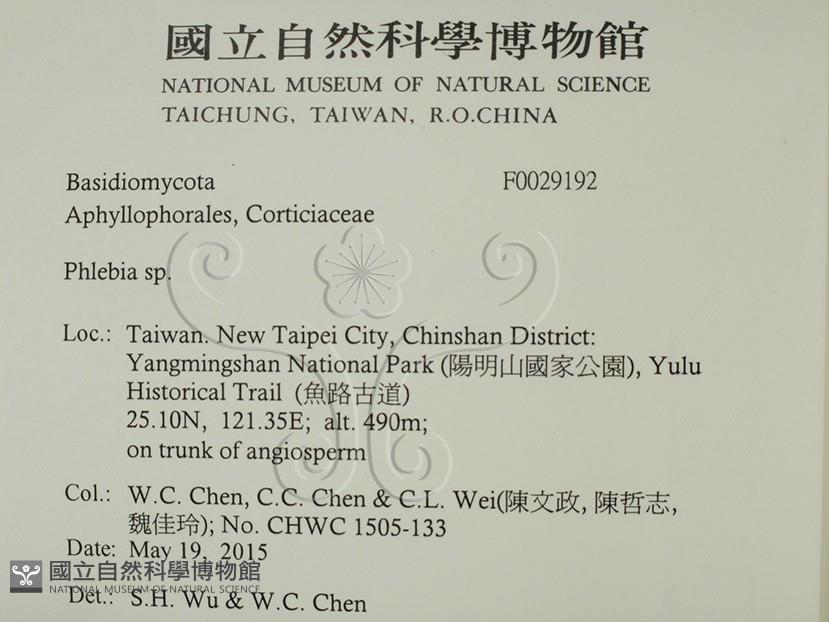 國立自然科學博物館
NATIONAL MUSEUM OF NATURAL SCIENCE
TAICHUNG, TAIWAN, R.O.CHINA
Basidiomycota F0029192
Aphyllophorales, Corticiaceae
Phlebia sp.
Loc.: Taiwan. New Taipei City, Chinshan District:
Yangmingshan National Park (陽明山國家公園), Yulu
Historical Trail (魚路古道)
25.10N, 121.35E; alt. 490m;
on trunk of angiosperm
Col.: W.C. Chen, C.C. Chen & C.L. Wei(陳文政, 陳哲志,
魏佳玲); No. CHWC 1505-133
Date: May 19, 2015
國立自然科學博物館
NATIONAL MUSEUM OF NATURAL SCIENCE
Det.: S.H. Wu & W.C. Chen